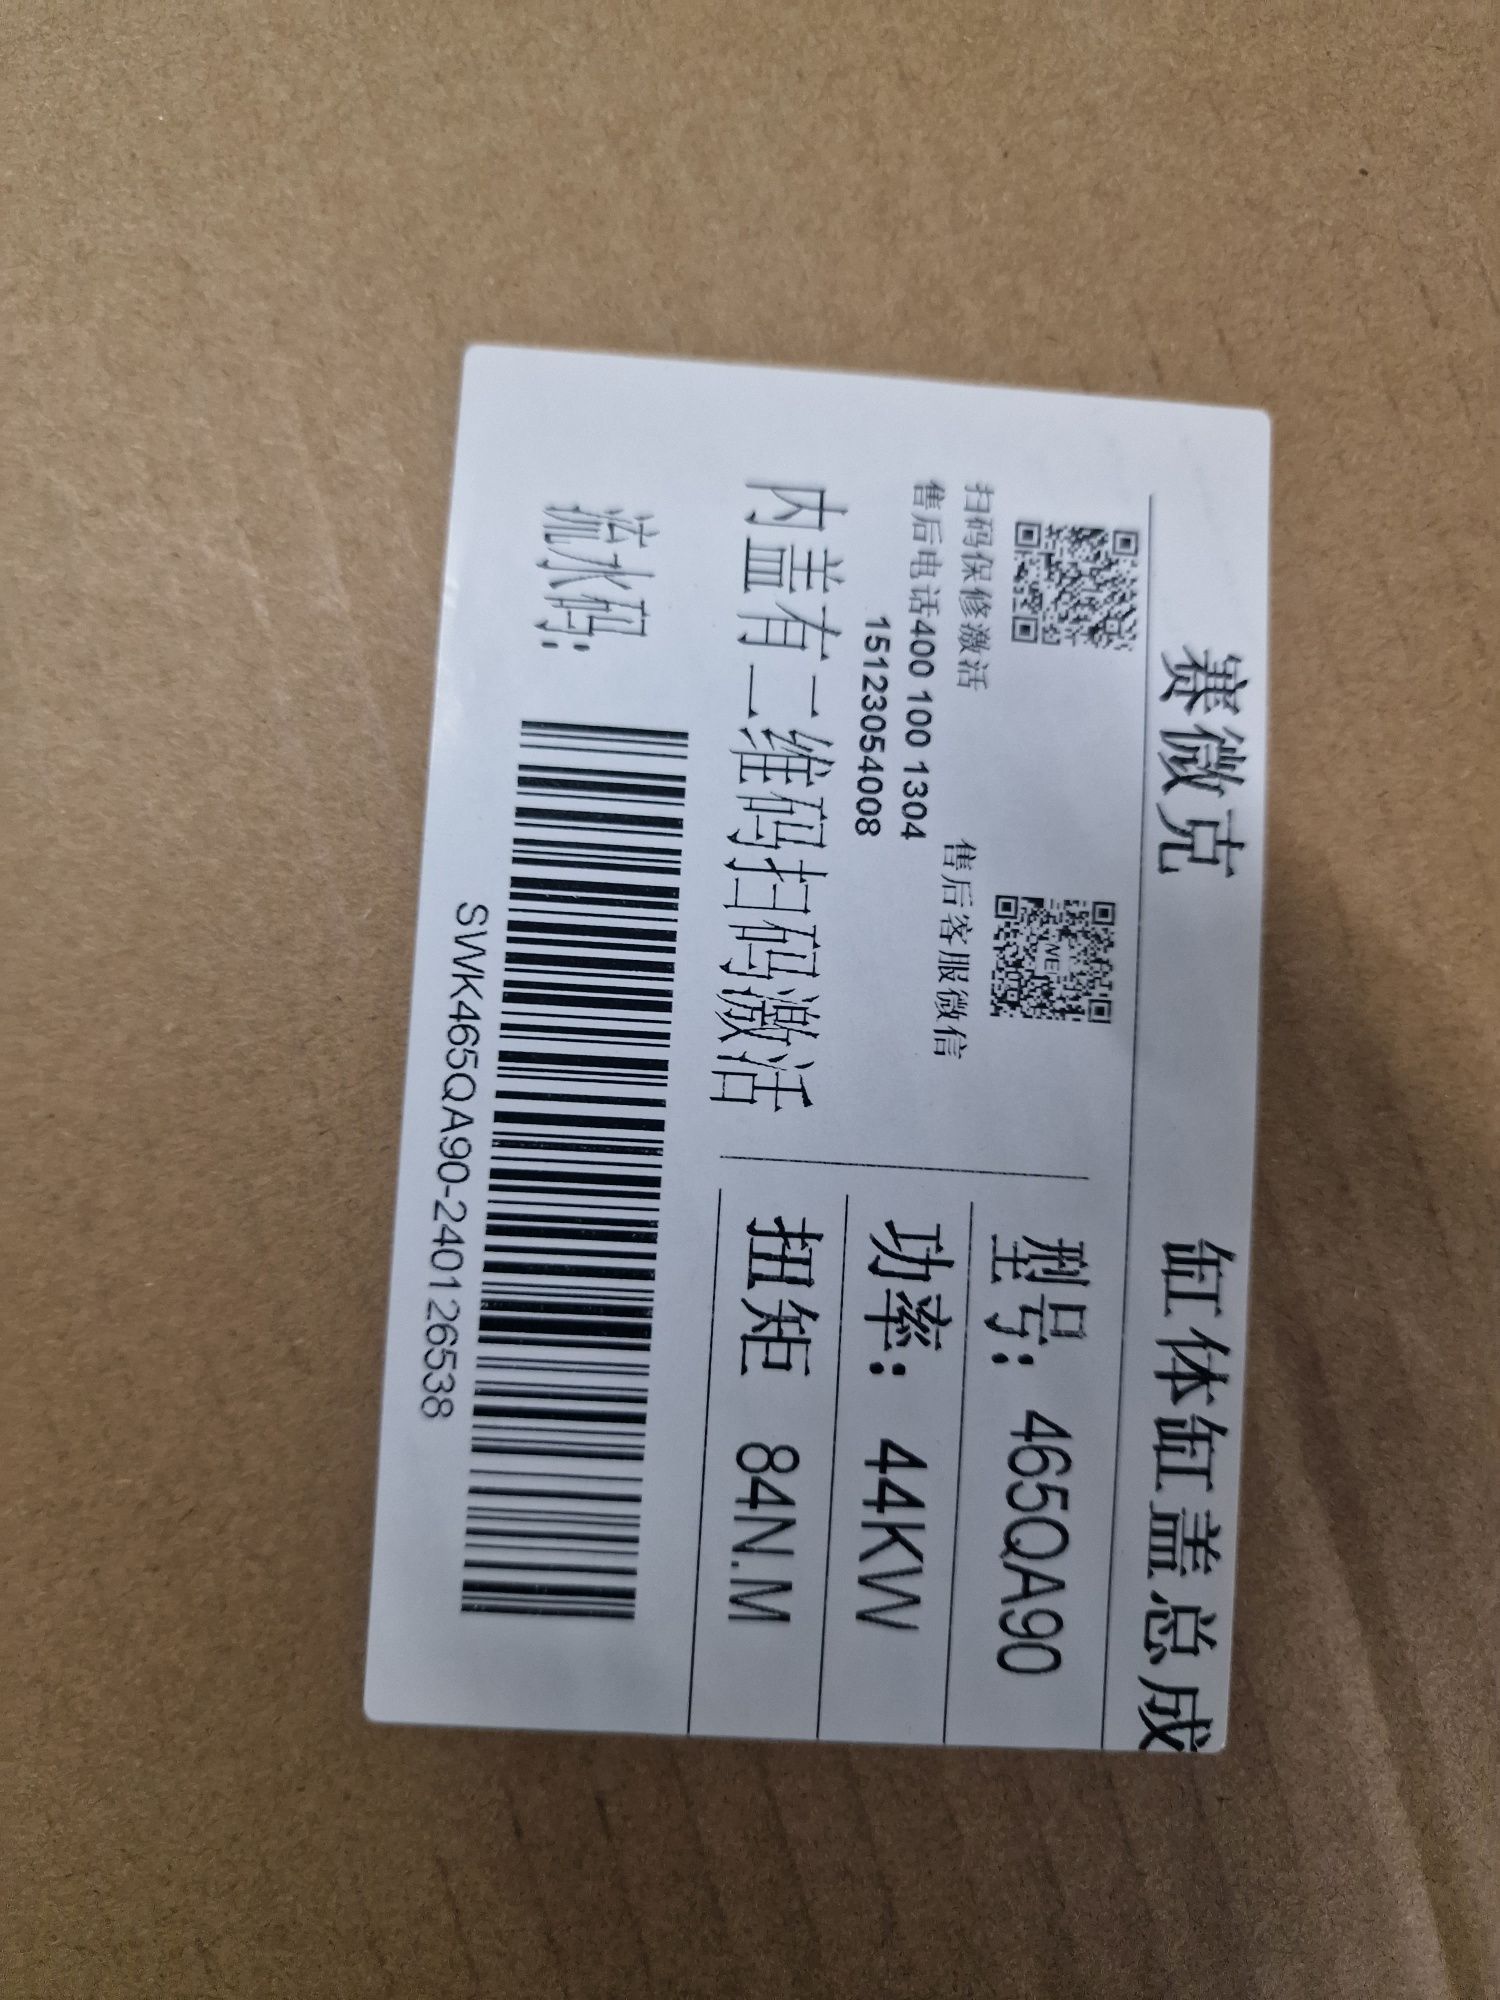 赛微克 缸体缸盖总成
扫码保修激活
售后电话400 100 1304
15123054008
售后客服微信
内盖有二维码扫码激活
型号：465QA90
功率：44KW
扭矩 84N.M
流水码：
SWK465QA90-240126538